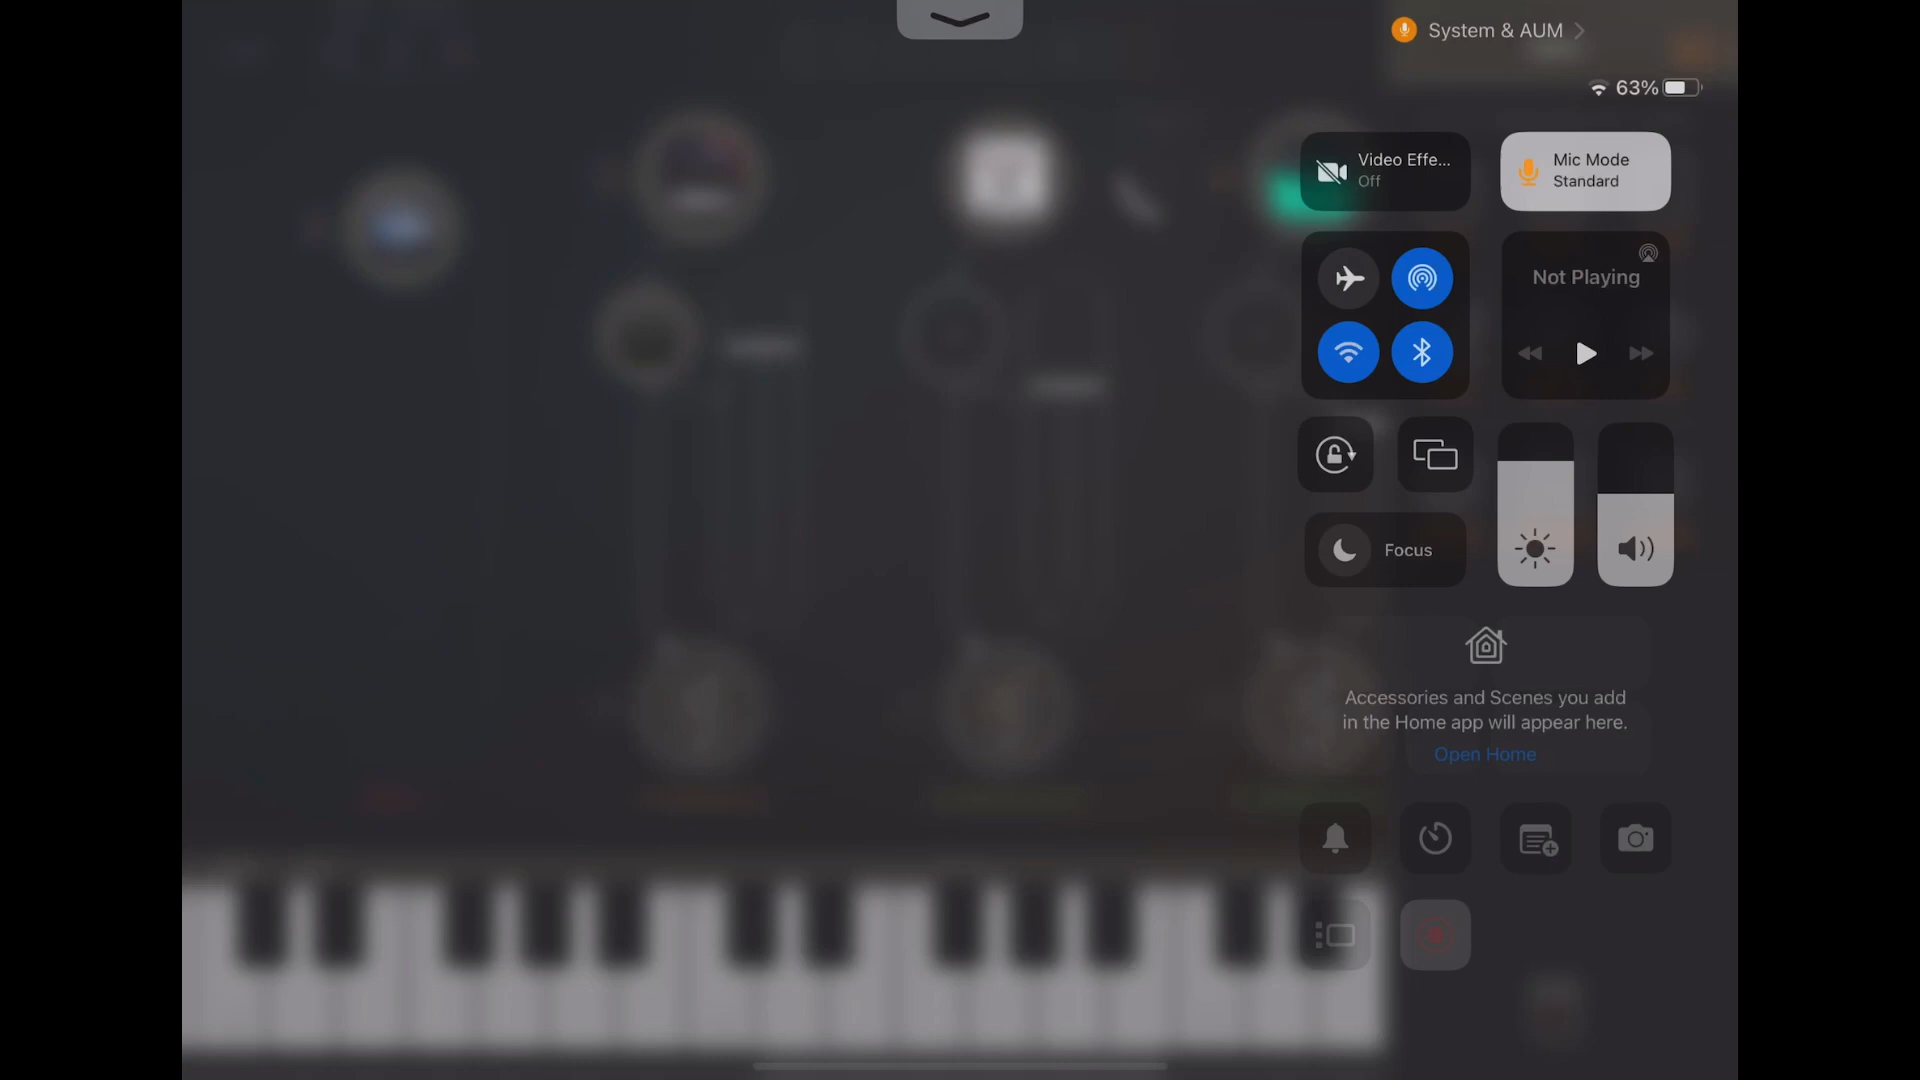 System & AUM
63%
Video Effe...
Off
Mic Mode
Standard
Not Playing
Focus
Accessories and Scenes you add
in the Home app will appear here.
Open Home